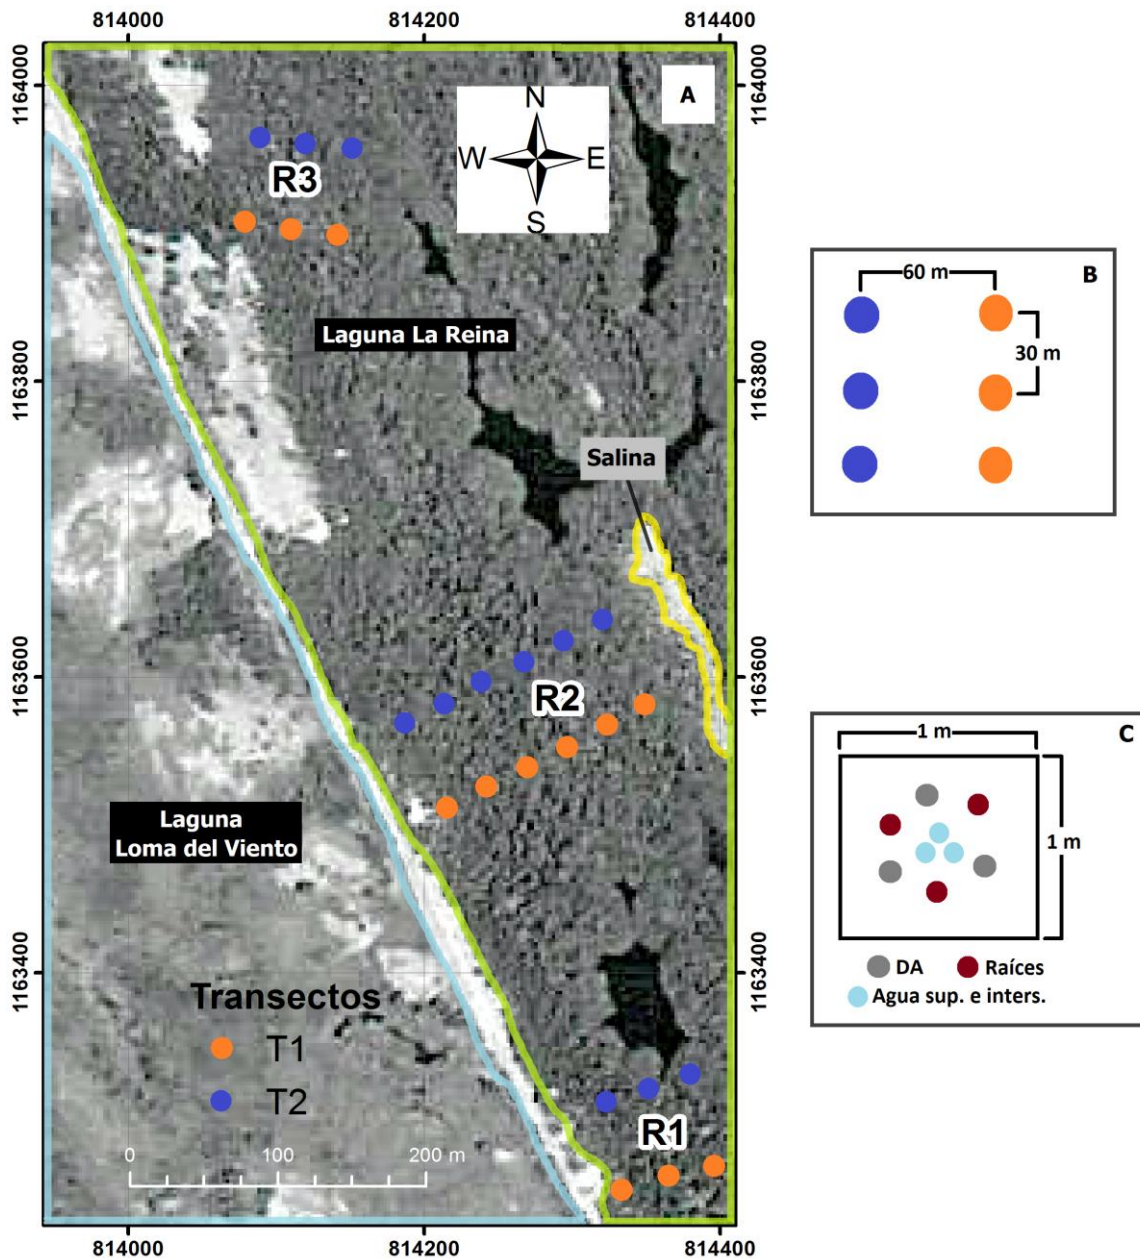 814000
814200
814400
1164000
1164000
A
N
W
E
S
R3
Laguna La Reina
B
60 m
30 m
1163800
1163800
Salina
1163600
1163600
R2
C
1 m
1 m
Laguna
Loma del Viento
DA
Raíces
Agua sup. e inters.
1163400
1163400
Transectos
T1
T2
R1
0
100
200 m
814000
814200
814400